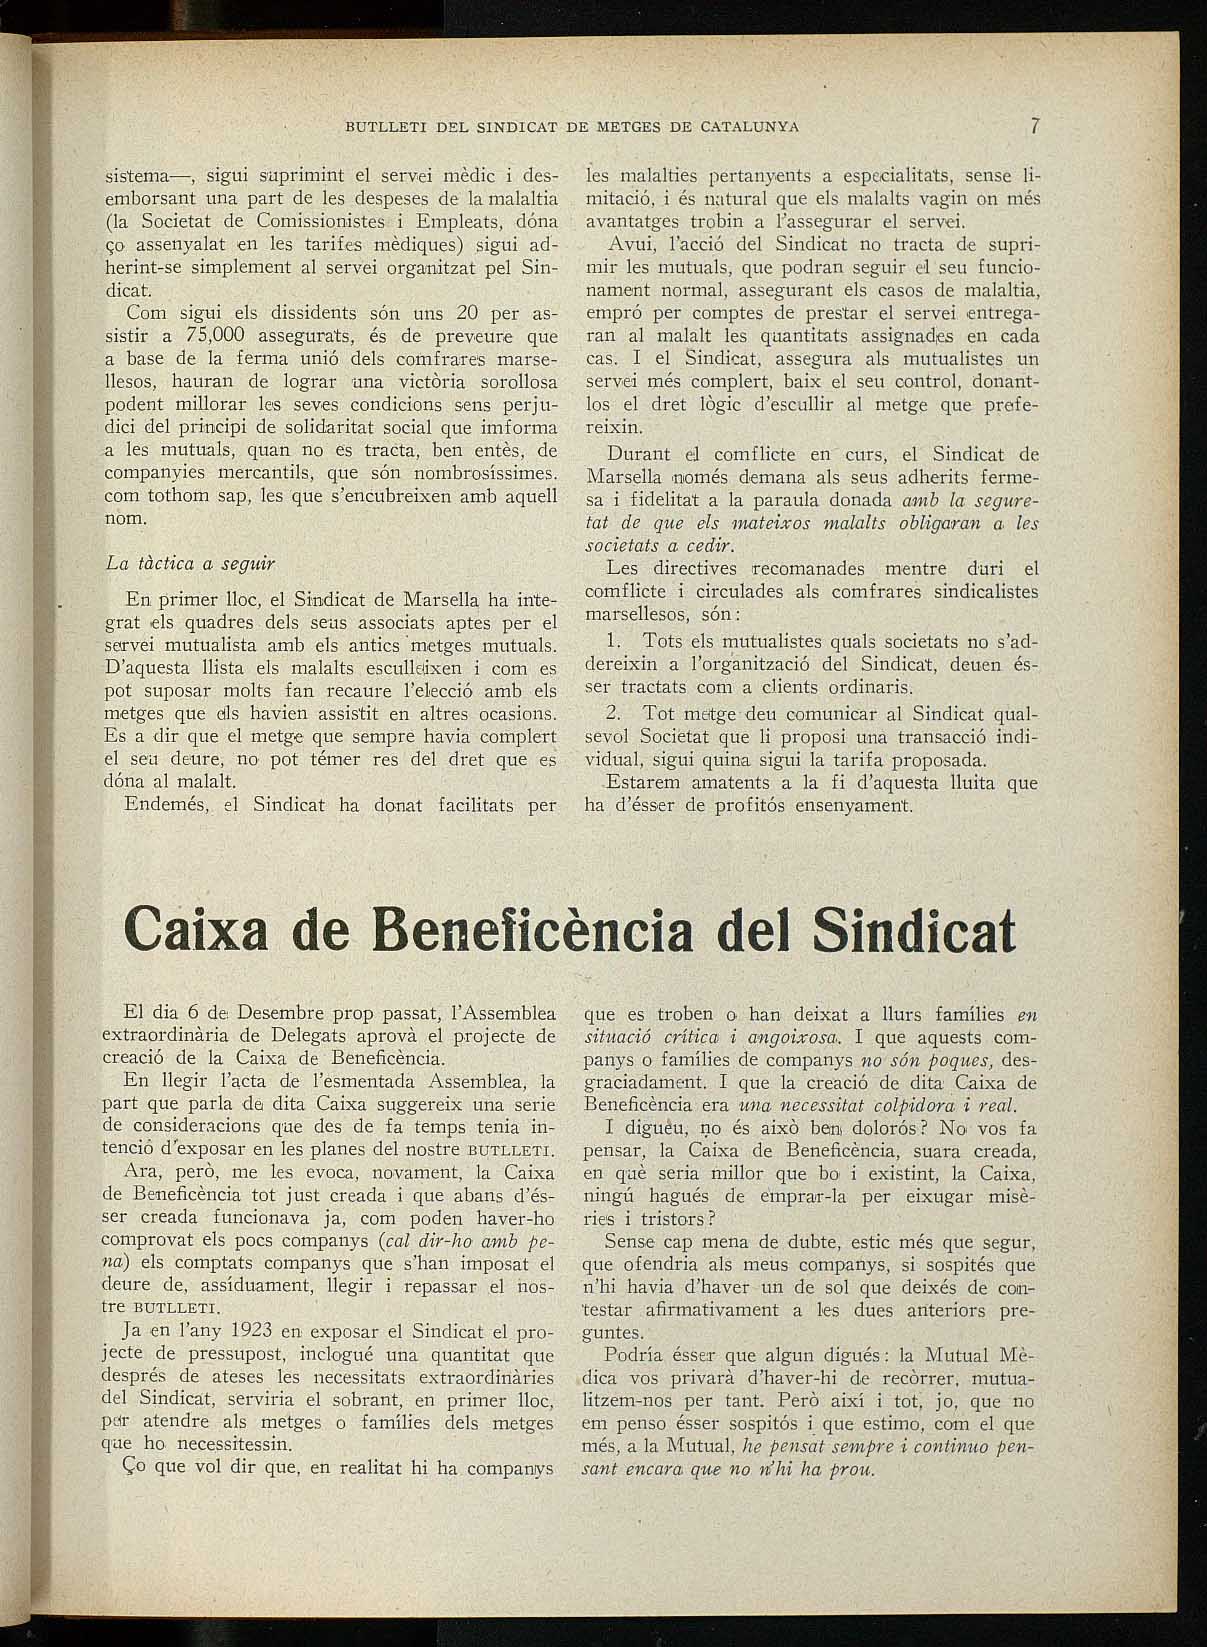 BUTLLETI DEL SINDICAT DE METGES DE CATALUNYA 7
sistema—, sigui suprimint el servei mèdic i des-
emborsant una part de les despeses de la malaltia
(la Societat de Comissionistes i Empleats, dóna
ço assenyalat en les tarifes mèdiques) sigui ad-
herint-se simplement al servei organitzat pel Sin-
dicat.
Com sigui els dissidents són uns 20 per as-
sistir a 75,000 assegurats, és de preveure que
a base de la ferma unió dels comfrares marse-
llesos, hauran de lograr una victòria sorollosa
podent millorar les seves condicions sens perju-
dici del principi de solidaritat social que imforma
a les mutuals, quan no es tracta, ben entès, de
companyies mercantils, que són nombrosíssimes.
com tothom sap, les que s'encubreixen amb aquell
nom.
La tàctica a seguir
En primer lloc, el Sindicat de Marsella ha inte-
grat els quadres dels seus associats aptes per el
servei mutualista amb els antics metges mutuals.
D'aquesta llista els malalts esculleixen i com es
pot suposar molts fan recaure l'elecció amb els
metges que ells havien assistit en altres ocasions.
Es a dir que el metge que sempre havia complert
el seu deure, no pot témer res del dret que es
dóna al malalt.
Endemés, el Sindicat ha donat facilitats per
les malalties pertanyents a especialitats, sense li-
mitació, i és natural que els malalts vagin on més
avantatges trobin a l'assegurar el servei.
Avui, l'acció del Sindicat no tracta de supri-
mir les mutuals, que podran seguir el seu funcio-
nament normal, assegurant els casos de malaltia,
empró per comptes de prestar el servei entrega-
ran al malalt les quantitats assignades en cada
cas. I el Sindicat, assegura als mutualistes un
servei més complert, baix el seu control, donant-
los el dret lògic d'escullir al metge que prefe-
reixin.
Durant el comflicte en curs, el Sindicat de
Marsella només demana als seus adherits ferme-
sa i fidelitat a la paraula donada amb la segure-
tat de que els mateixos malalts obligaran a les
societats a cedir.
Les directives recomanades mentre duri el
comflicte i circulades als comfrares sindicalistes
marsellesos, són:
1. Tots els mutualistes quals societats no s'ad-
dereixin a l'organització del Sindicat, deuen és-
ser tractats com a clients ordinaris.
2. Tot metge deu comunicar al Sindicat qual-
sevol Societat que li proposi una transacció indi-
vidual, sigui quina sigui la tarifa proposada.
Estarem amatents a la fi d'aquesta lluita que
ha d'ésser de profitós ensenyament.
Caixa de Beneficència del Sindicat
El dia 6 de Desembre prop passat, l'Assemblea
extraordinària de Delegats aprovà el projecte de
creació de la Caixa de Beneficència.
En llegir l'acta de l'esmentada Assemblea, la
part que parla de dita Caixa suggereix una serie
de consideracions que des de fa temps tenia in-
tenció d'exposar en les planes del nostre BUTLLETI.
Ara, però, me les evoca, novament, la Caixa
de Beneficència tot just creada i que abans d'és-
ser creada funcionava ja, com poden haver-ho
comprovat els pocs companys (cal dir-ho amb pe-
na) els comptats companys que s'han imposat el
deure de, assíduament, llegir i repassar el nos-
tre BUTLLETI.
Ja en l'any 1923 en exposar el Sindicat el pro-
jecte de pressupost, inclogué una quantitat que
després de ateses les necessitats extraordinàries
del Sindicat, serviria el sobrant, en primer lloc,
per atendre als metges o famílies dels metges
que ho necessitessin.
Ço que vol dir que, en realitat hi ha companys
que es troben o han deixat a llurs famílies en
situació crítica i angoixosa. I que aquests com-
panys o famílies de companys no són poques, des-
graciadament. I que la creació de dita Caixa de
Beneficència era una necessitat colpidora i real.
I digueu, no és això ben dolorós? No vos fa
pensar, la Caixa de Beneficència, suara creada,
en què seria millor que bo i existint, la Caixa,
ningú hagués de emprar-la per eixugar misè-
ries i tristors?
Sense cap mena de dubte, estic més que segur,
que ofendria als meus companys, si sospités que
n'hi havia d'haver un de sol que deixés de con-
testar afirmativament a les dues anteriors pre-
guntes.
Podría ésser que algun digués: la Mutual Mè-
dica vos privarà d'haver-hi de recòrrer, mutua-
litzem-nos per tant. Però així i tot, jo, que no
em penso ésser sospitós i que estimo, com el que
més, a la Mutual, he pensat sempre i continuo pen-
sant encara que no n'hi ha prou.